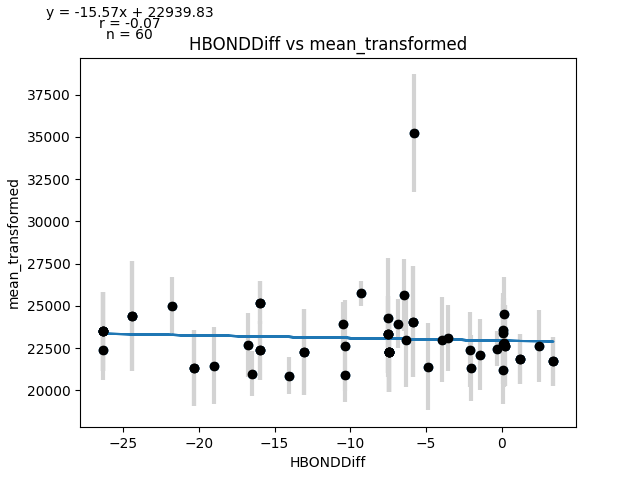 y = -15.57x + 22939.83
r = -0.07
n = 60
HBONDDiff vs mean_transformed
mean_transformed
37500
35000
32500
30000
27500
25000
22500
20000
−25
−20
−15
−10
−5
0
HBONDDiff